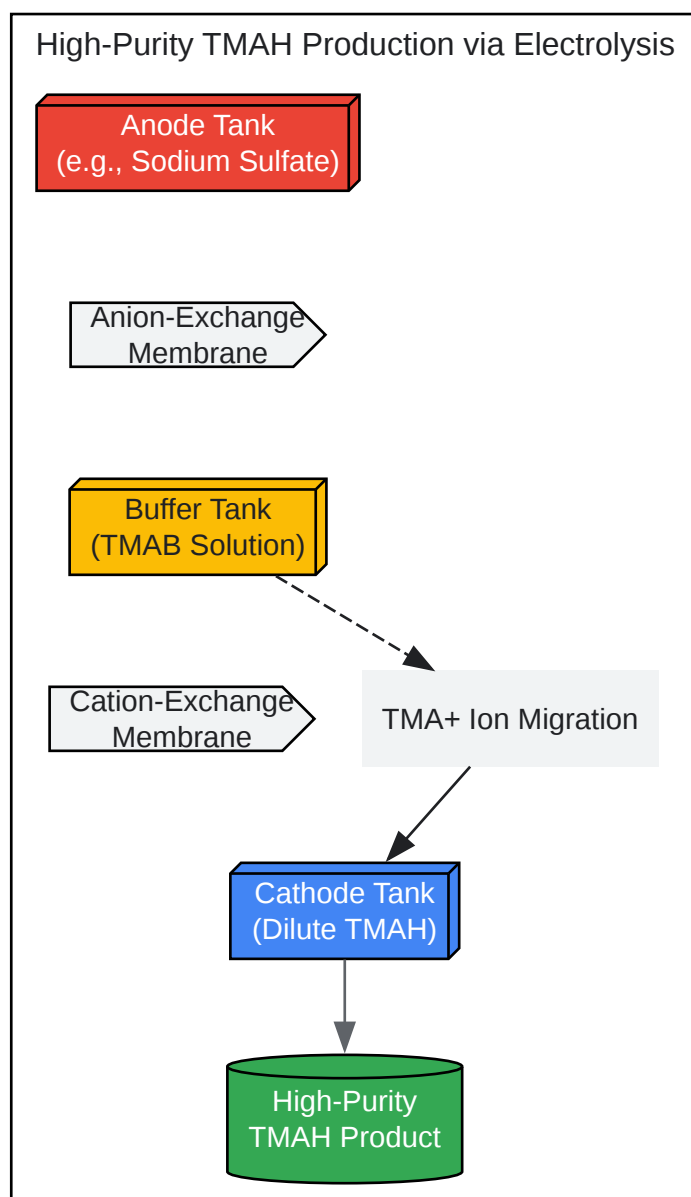 High-Purity TMAH Production via Electrolysis
Anode Tank
(e.g., Sodium Sulfate)
Anion-Exchange
Membrane
Buffer Tank
(TMAB Solution)
Cation-Exchange
Membrane
TMA+ Ion Migration
Cathode Tank
(Dilute TMAH)
High-Purity
TMAH Product